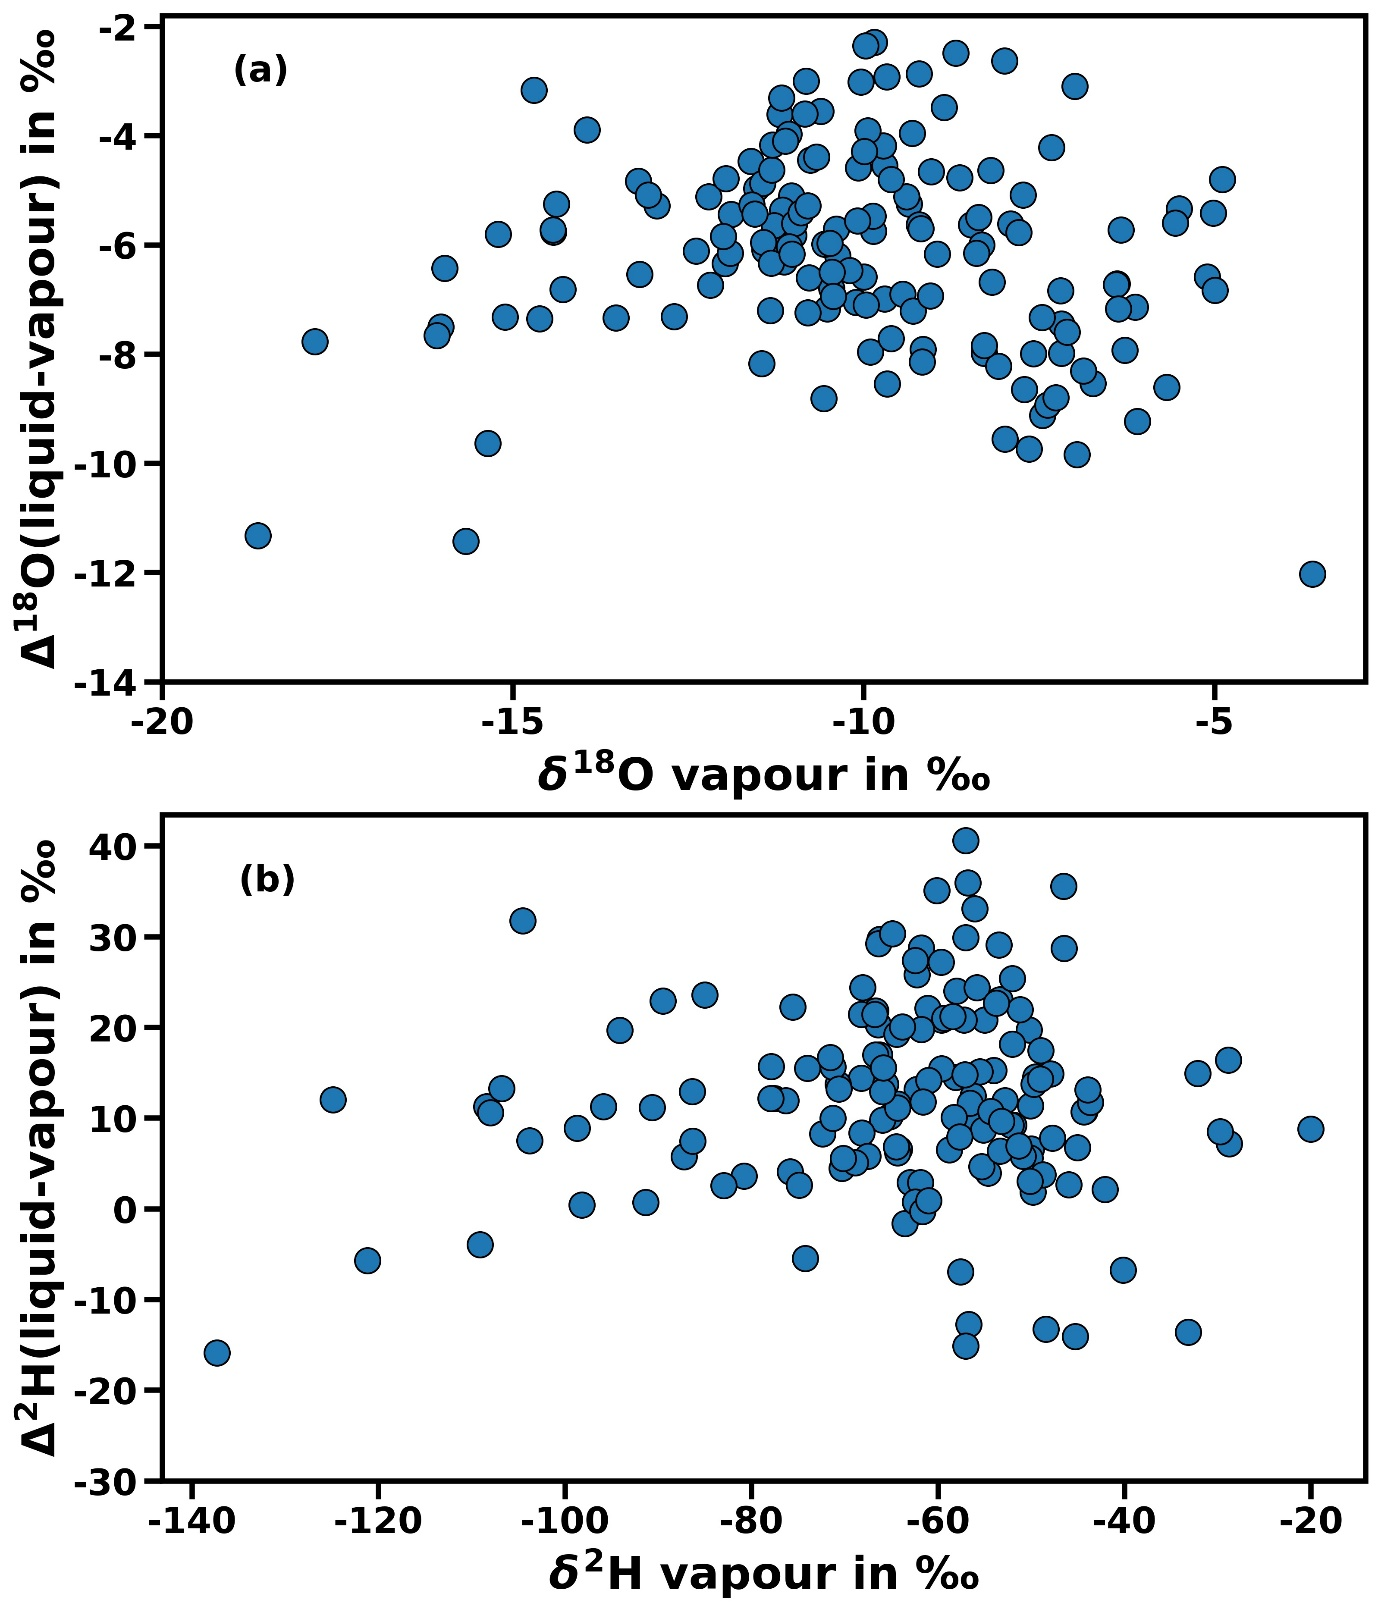 -2
(a)
-4
-6
-8
-10
-12
-14
Δ¹⁸O(liquid-vapour) in ‰
-20 -15 -10 -5
δ¹⁸O vapour in ‰
40
(b)
30
20
10
0
-10
-20
-30
Δ²H(liquid-vapour) in ‰
-140 -120 -100 -80 -60 -40 -20
δ²H vapour in ‰